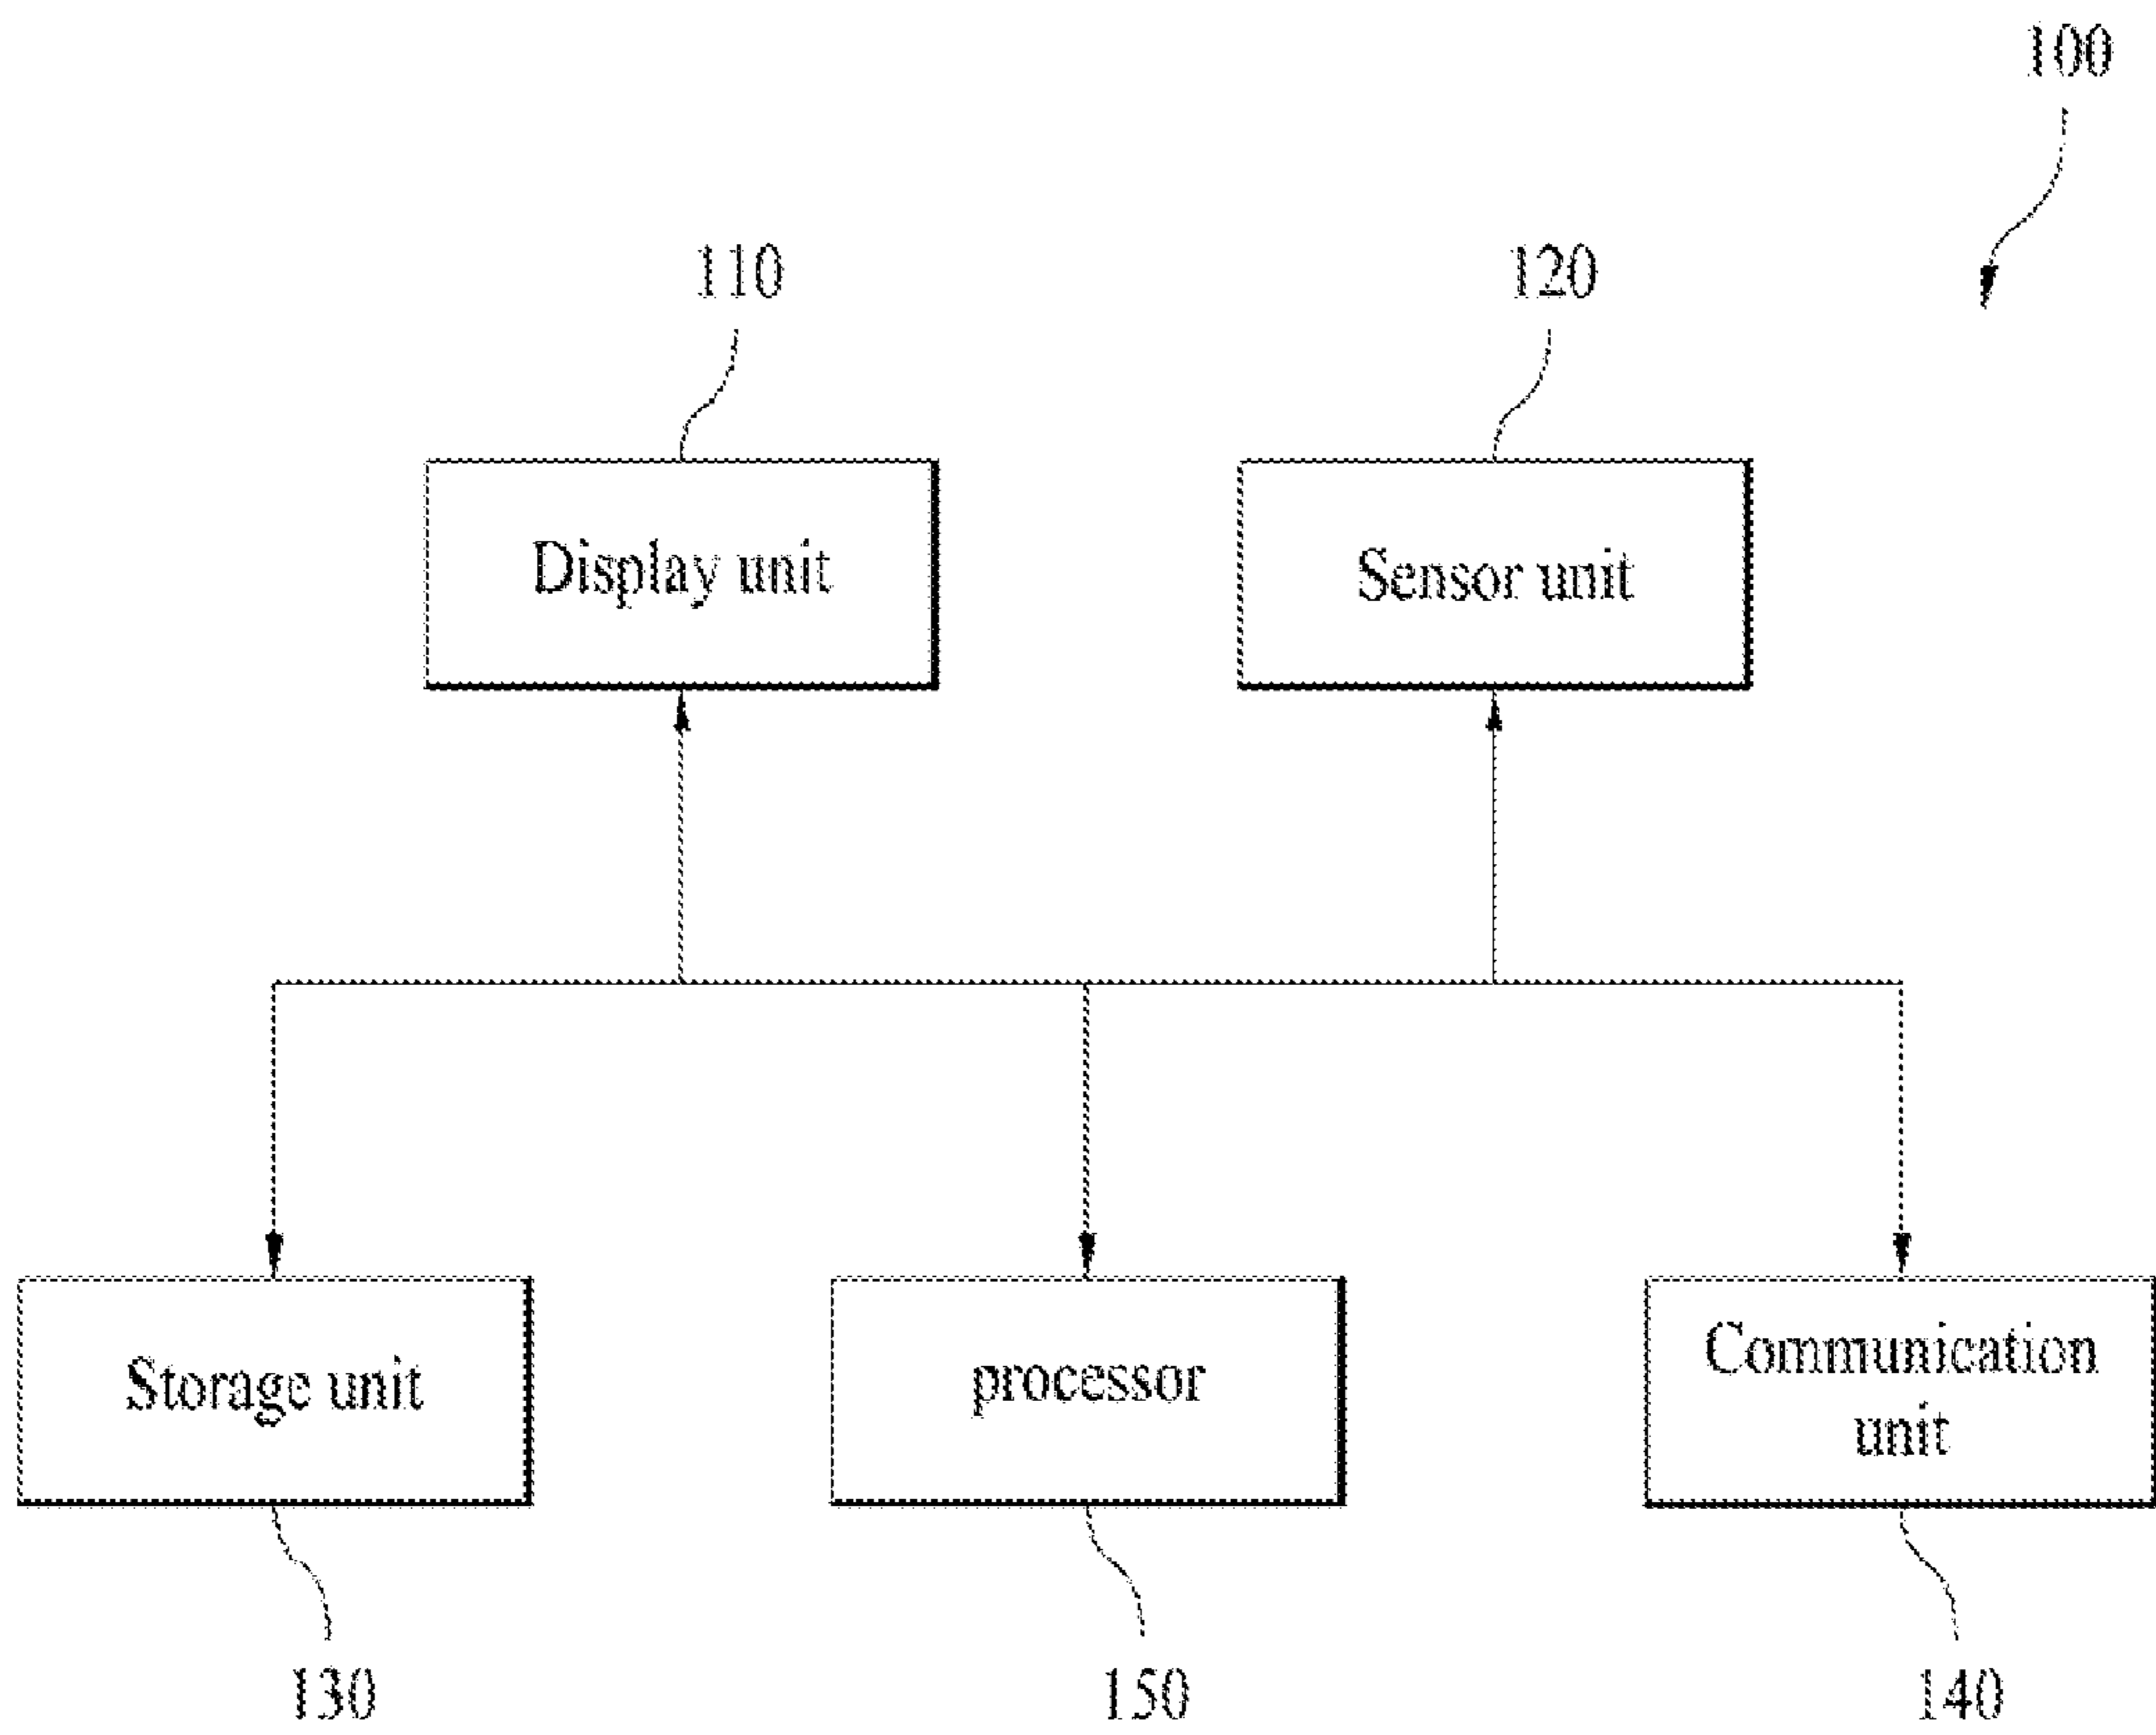 100
110
120
Display unit
Sensor unit
Storage unit
processor
Communication
unit
130
150
140